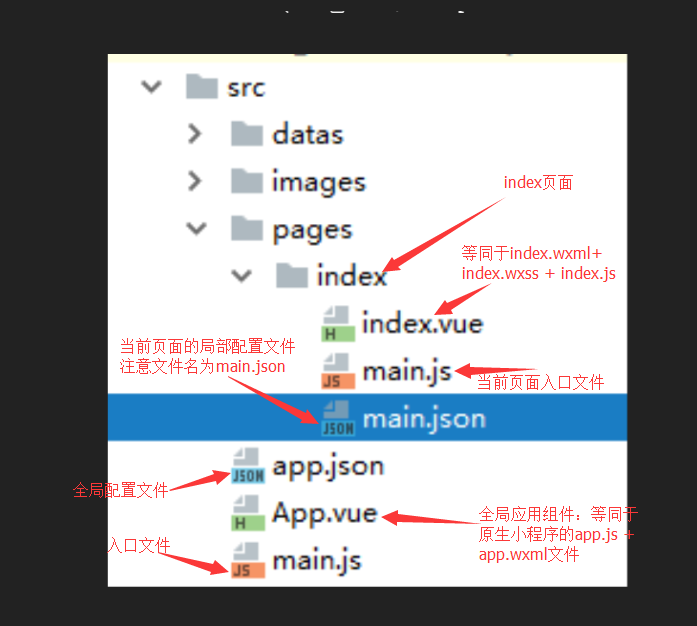 src
datas
images
index页面
pages
等同于index.wxml+
index.wxss + index.js
index
index.vue
当前页面的局部配置文件
注意文件名为main.json
main.js
当前页面入口文件
main.json
app.json
全局配置文件
App.vue
全局应用组件：等同于
原生小程序的app.js +
app.wxml文件
入口文件
main.js
H
JS
JSON
JSON
H
JS